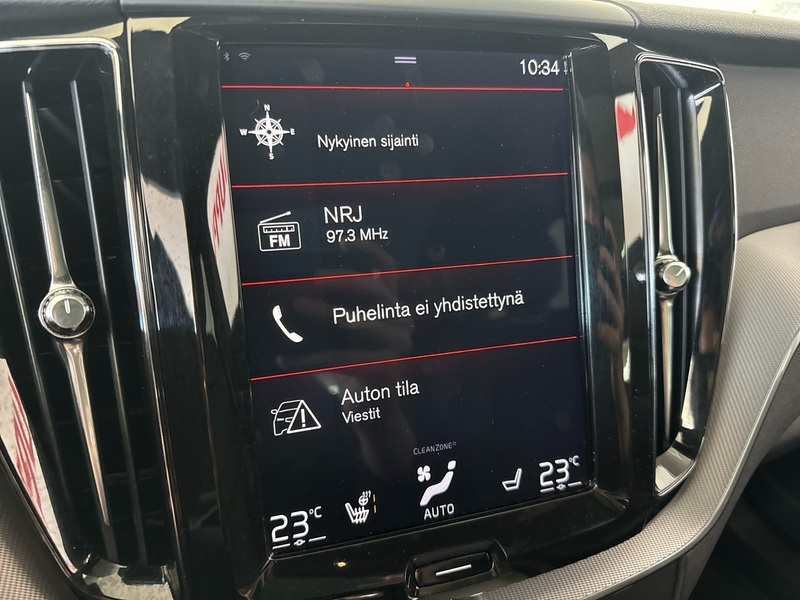 10:34
N
W E
S
Nykyinen sijainti
NRJ
FM
97.3 MHz
Puhelinta ei yhdistettynä
Auton tila
Viestit
CLEANZONE®
23°C
AUTO
23°C